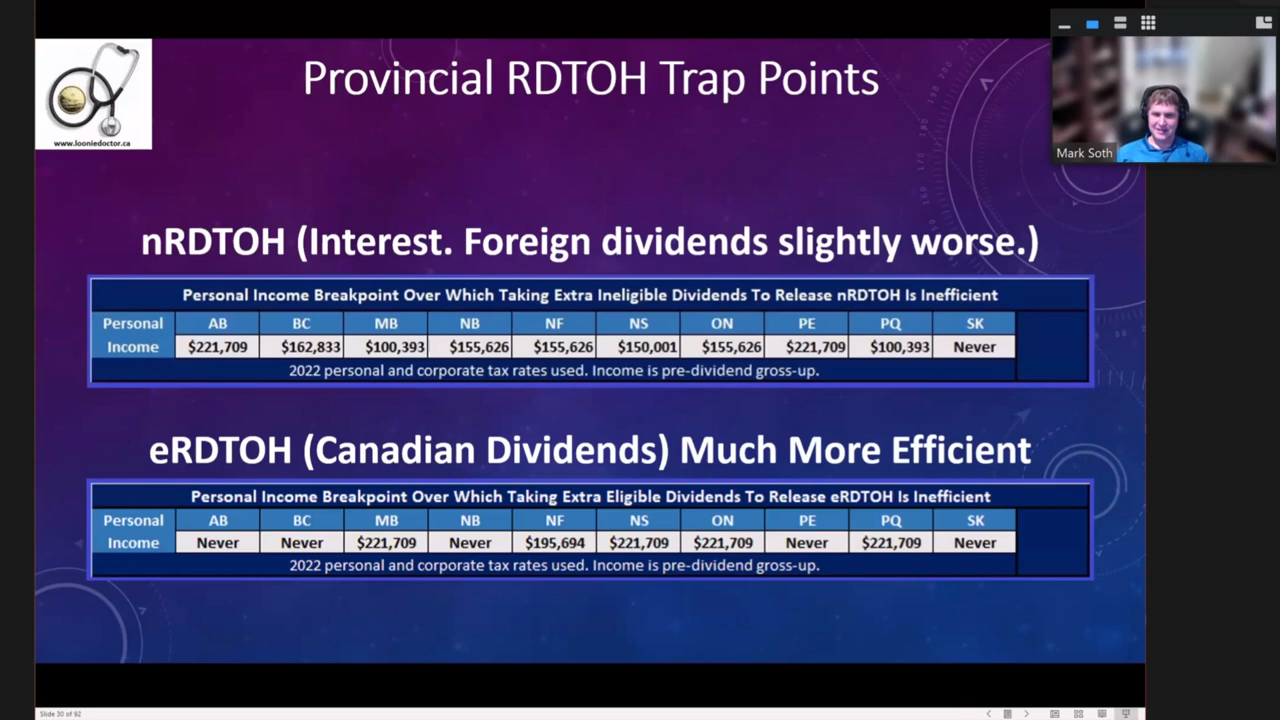 Provincial RDTOH Trap Points
www.looniedoctor.ca
Mark Soth
nRDTOH (Interest. Foreign dividends slightly worse.)
Personal Income Breakpoint Over Which Taking Extra Ineligible Dividends To Release nRDTOH Is Inefficient
Personal AB BC MB NB NF NS ON PE PQ SK
Income $221,709 $162,833 $100,393 $155,626 $155,626 $150,001 $155,626 $221,709 $100,393 Never
2022 personal and corporate tax rates used. Income is pre-dividend gross-up.
eRDTOH (Canadian Dividends) Much More Efficient
Personal Income Breakpoint Over Which Taking Extra Eligible Dividends To Release eRDTOH Is Inefficient
Personal AB BC MB NB NF NS ON PE PQ SK
Income Never Never $221,709 Never $195,694 $221,709 $221,709 Never $221,709 Never
2022 personal and corporate tax rates used. Income is pre-dividend gross-up.
Slide 30 of 92